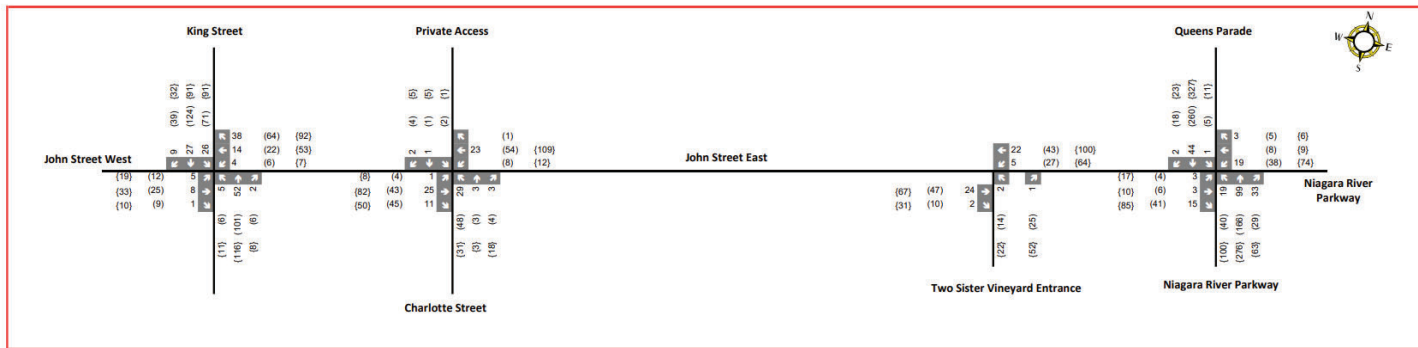 King Street
Private Access
Queens Parade
N
W
E
S
{32} {91} {91}
(39) (124) (71)
9 27 26
{5} {5} {1}
(4) (1) (2)
2 1
{23} {327} {11}
(18) (260) (5)
2 44 1
38 (64) {92}
14 (22) {53}
4 (6) {7}
(1)
23 (54) {109}
(8) {12}
22 (43) {100}
5 (27) {64}
3 (5) {6}
(8) {9}
19 (38) {74}
John Street West
John Street East
Niagara River
Parkway
{19} (12) 5
{33} (25) 8
{10} (9) 1
5 52 2
(6) (101) (6)
{11} {116} {8}
{8} (4) 1
{82} (43) 25
{50} (45) 11
29 3 3
(48) (3) (4)
{31} {3} {18}
{67} (47) 24
{31} (10) 2
2 1
(14) (25)
{22} {52}
{17} (4) 3
{10} (6) 3
{85} (41) 15
19 99 33
(40) (166) (29)
{100} {276} {63}
Charlotte Street
Two Sister Vineyard Entrance
Niagara River Parkway